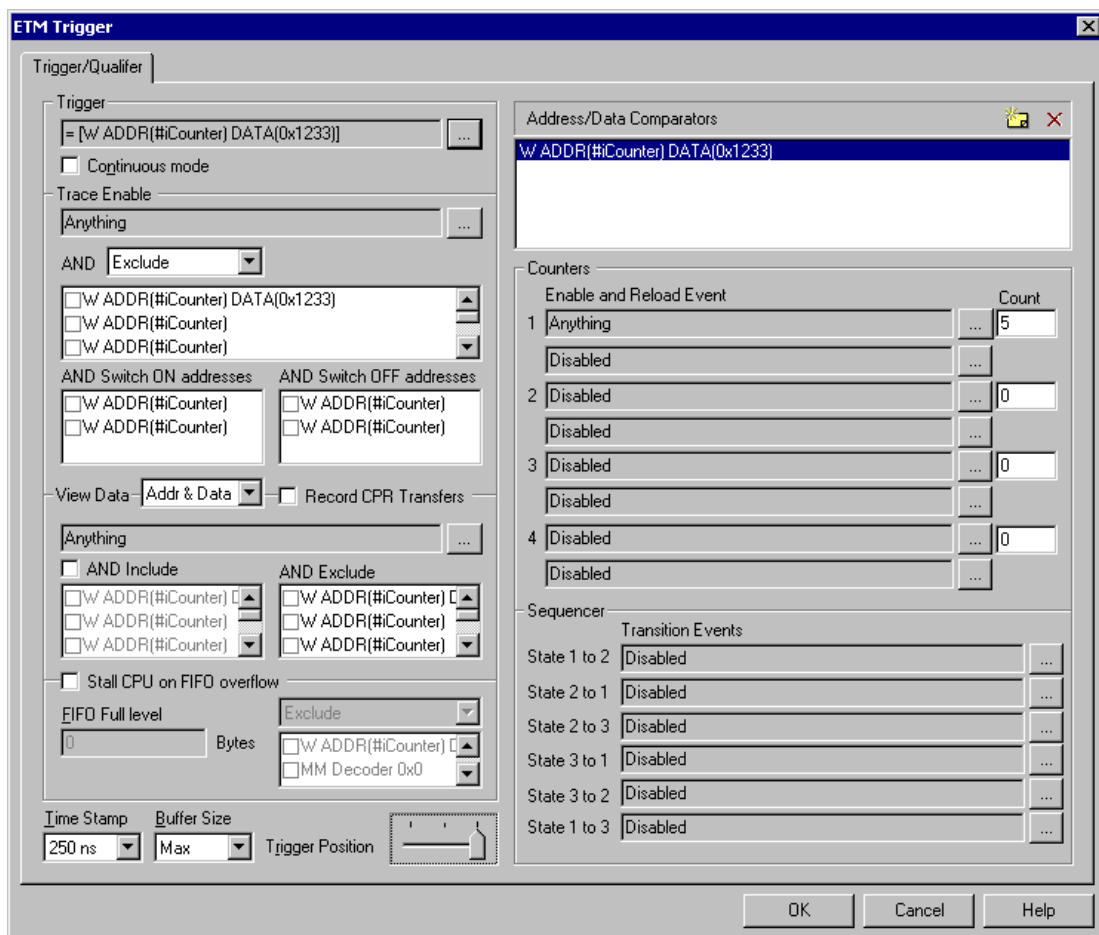 ETM Trigger
Trigger/Qualifer
Trigger
= [W ADDR(#iCounter) DATA(0x1233)]
...
Continuous mode
Trace Enable
Anything
...
AND
Exclude
W ADDR(#iCounter) DATA(0x1233)
W ADDR(#iCounter)
W ADDR(#iCounter)
AND Switch ON addresses
W ADDR(#iCounter)
W ADDR(#iCounter)
AND Switch OFF addresses
W ADDR(#iCounter)
W ADDR(#iCounter)
View Data
Addr & Data
Record CPR Transfers
Anything
...
AND Include
W ADDR(#iCounter) D
W ADDR(#iCounter)
W ADDR(#iCounter)
AND Exclude
W ADDR(#iCounter) D
W ADDR(#iCounter)
W ADDR(#iCounter)
Stall CPU on FIFO overflow
FIFO Full level
0
Bytes
Exclude
W ADDR(#iCounter) D
MM Decoder 0x0
Time Stamp
250 ns
Buffer Size
Max
Trigger Position
Address/Data Comparators
W ADDR(#iCounter) DATA(0x1233)
Counters
Enable and Reload Event
Count
1 Anything ... 5
Disabled ...
2 Disabled ... 0
Disabled ...
3 Disabled ... 0
Disabled ...
4 Disabled ... 0
Disabled ...
Sequencer
Transition Events
State 1 to 2 Disabled ...
State 2 to 1 Disabled ...
State 2 to 3 Disabled ...
State 3 to 1 Disabled ...
State 3 to 2 Disabled ...
State 1 to 3 Disabled ...
OK
Cancel
Help